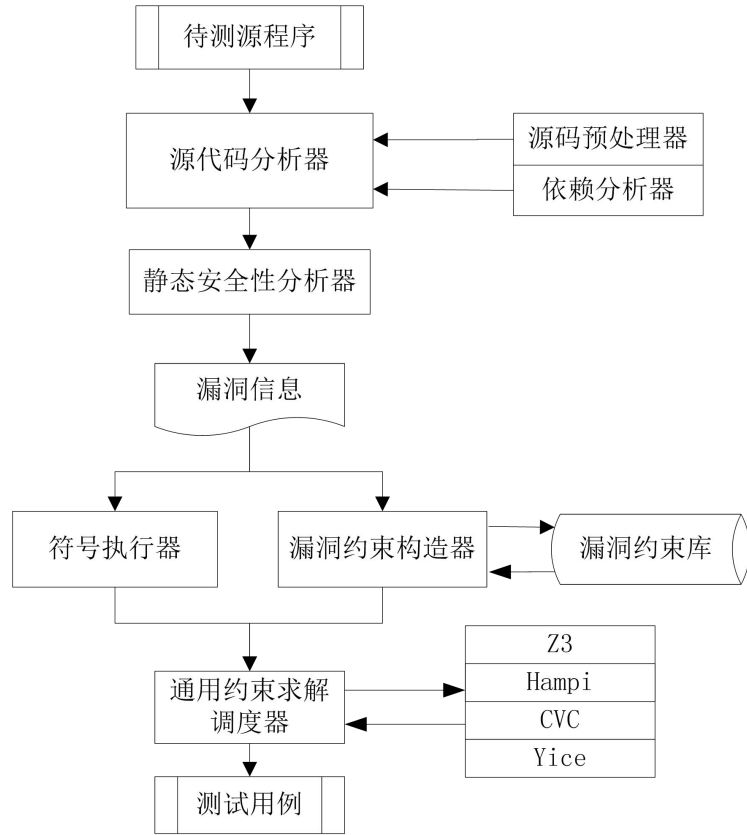 待测源程序
源代码分析器
源码预处理器
依赖分析器
静态安全性分析器
漏洞信息
符号执行器
漏洞约束构造器
漏洞约束库
通用约束求解
调度器
Z3
Hampi
CVC
Yice
测试用例